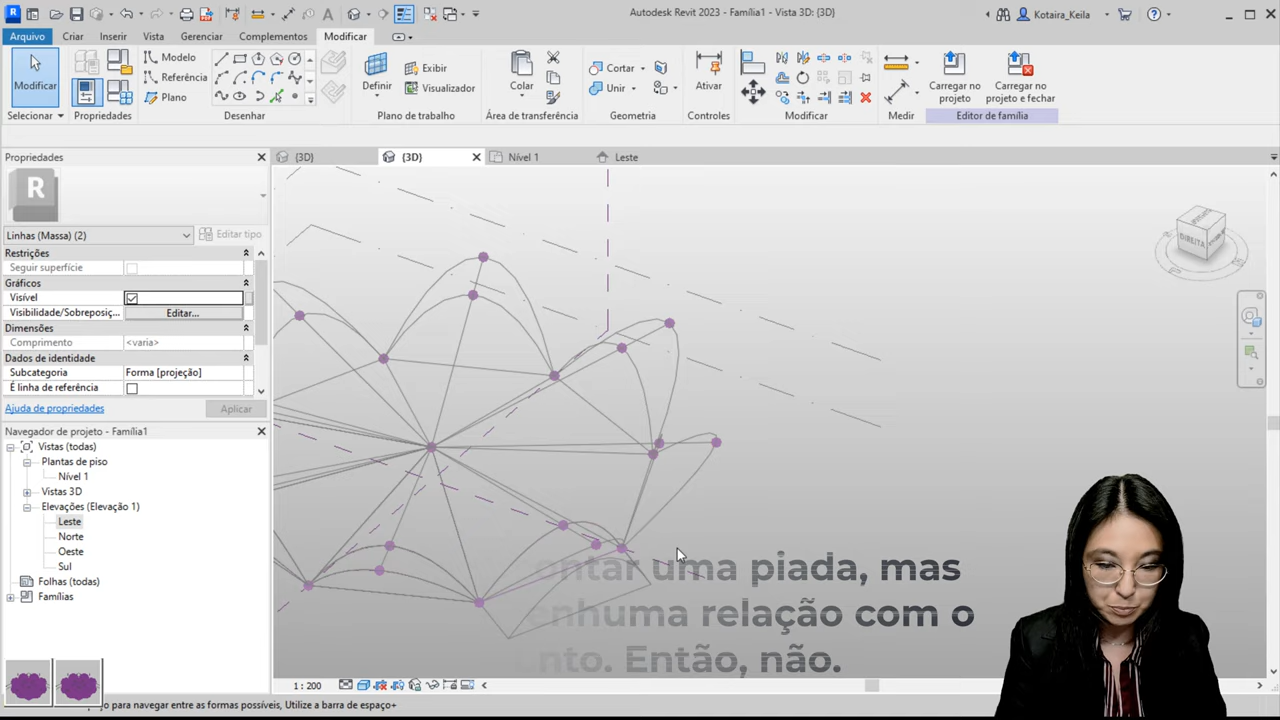 Autodesk Revit 2023 - Família1 - Vista 3D: {3D}
Kotaira_Keila
Arquivo Criar Inserir Vista Gerenciar Complementos Modificar
Modificar
Selecionar
Propriedades
Modelo
Referência
Plano
Desenhar
Definir
Exibir
Visualizador
Plano de trabalho
Colar
Área de transferência
Cortar
Unir
Geometria
Ativar
Controles
Modificar
Medir
Carregar no
projeto
Carregar no
projeto e fechar
Editor de família
Propriedades
{3D}
{3D}
Nível 1
Leste
R
Linhas (Massa) (2)
Editar tipo
Restrições
Seguir superfície
Gráficos
Visível
Visibilidade/Sobreposiç...
Editar...
Dimensões
Comprimento
<varia>
Dados de identidade
Subcategoria
Forma [projeção]
É linha de referência
Ajuda de propriedades
Aplicar
Navegador de projeto - Família1
Vistas (todas)
Plantas de piso
Nível 1
Vistas 3D
Elevações (Elevação 1)
Leste
Norte
Oeste
Sul
Folhas (todas)
Famílias
DIREITA
ontar uma piada, mas
enhuma relação com o
unto. Então, não.
1 : 200
para navegar entre as formas possíveis, Utilize a barra de espaço+